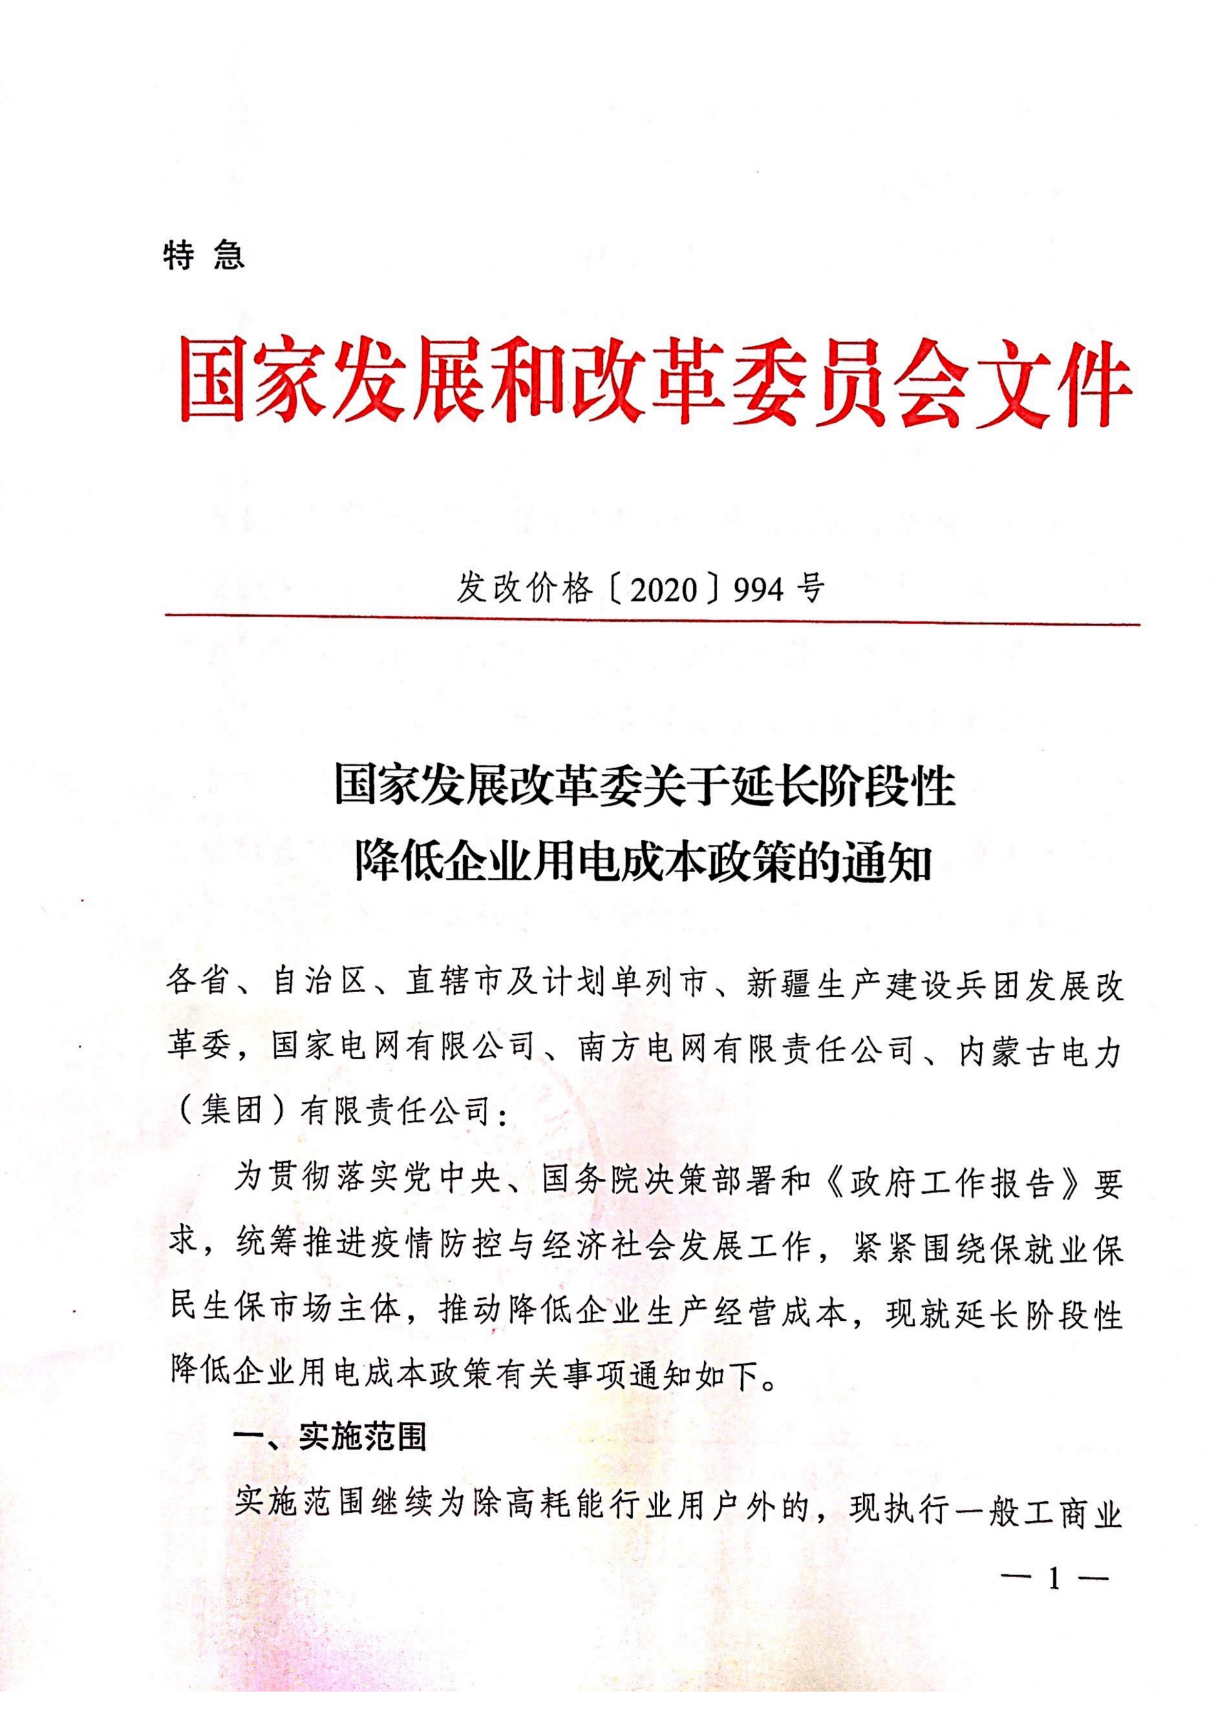 特 急
国家发展和改革委员会文件
发改价格〔2020〕994 号
国家发展改革委关于延长阶段性
降低企业用电成本政策的通知
各省、自治区、直辖市及计划单列市、新疆生产建设兵团发展改
革委，国家电网有限公司、南方电网有限责任公司、内蒙古电力
（集团）有限责任公司：
为贯彻落实党中央、国务院决策部署和《政府工作报告》要
求，统筹推进疫情防控与经济社会发展工作，紧紧围绕保就业保
民生保市场主体，推动降低企业生产经营成本，现就延长阶段性
降低企业用电成本政策有关事项通知如下。
一、实施范围
实施范围继续为除高耗能行业用户外的，现执行一般工商业
— 1 —